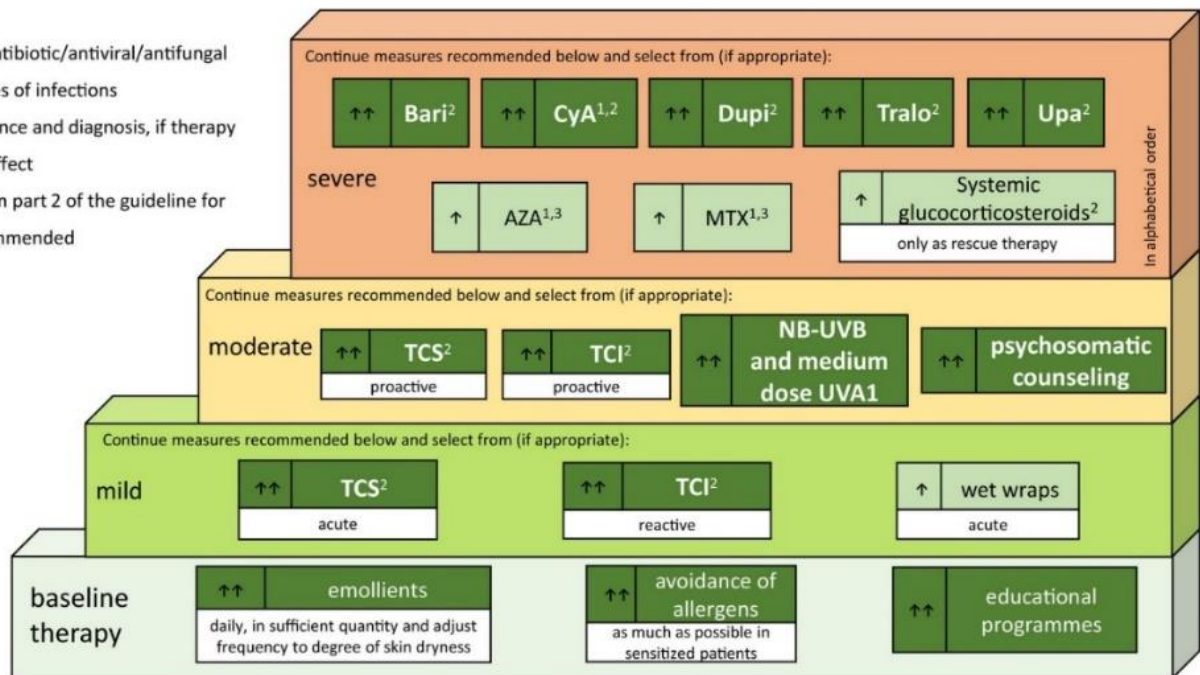 tibiotic/antiviral/antifungal
es of infections
nce and diagnosis, if therapy
ffect
part 2 of the guideline for
mmended
Continue measures recommended below and select from (if appropriate):
↑↑ Bari²
↑↑ CyA¹,²
↑↑ Dupi²
↑↑ Tralo²
↑↑ Upa²
severe
↑ AZA¹,³
↑ MTX¹,³
↑ Systemic
glucocorticosteroids²
only as rescue therapy
In alphabetical order
Continue measures recommended below and select from (if appropriate):
moderate
↑↑ TCS²
proactive
↑↑ TCI²
proactive
↑↑ NB-UVB
and medium
dose UVA1
↑↑ psychosomatic
counseling
Continue measures recommended below and select from (if appropriate):
mild
↑↑ TCS²
acute
↑↑ TCI²
reactive
↑ wet wraps
acute
baseline
therapy
↑↑ emollients
daily, in sufficient quantity and adjust
frequency to degree of skin dryness
↑↑ avoidance of
allergens
as much as possible in
sensitized patients
↑↑ educational
programmes